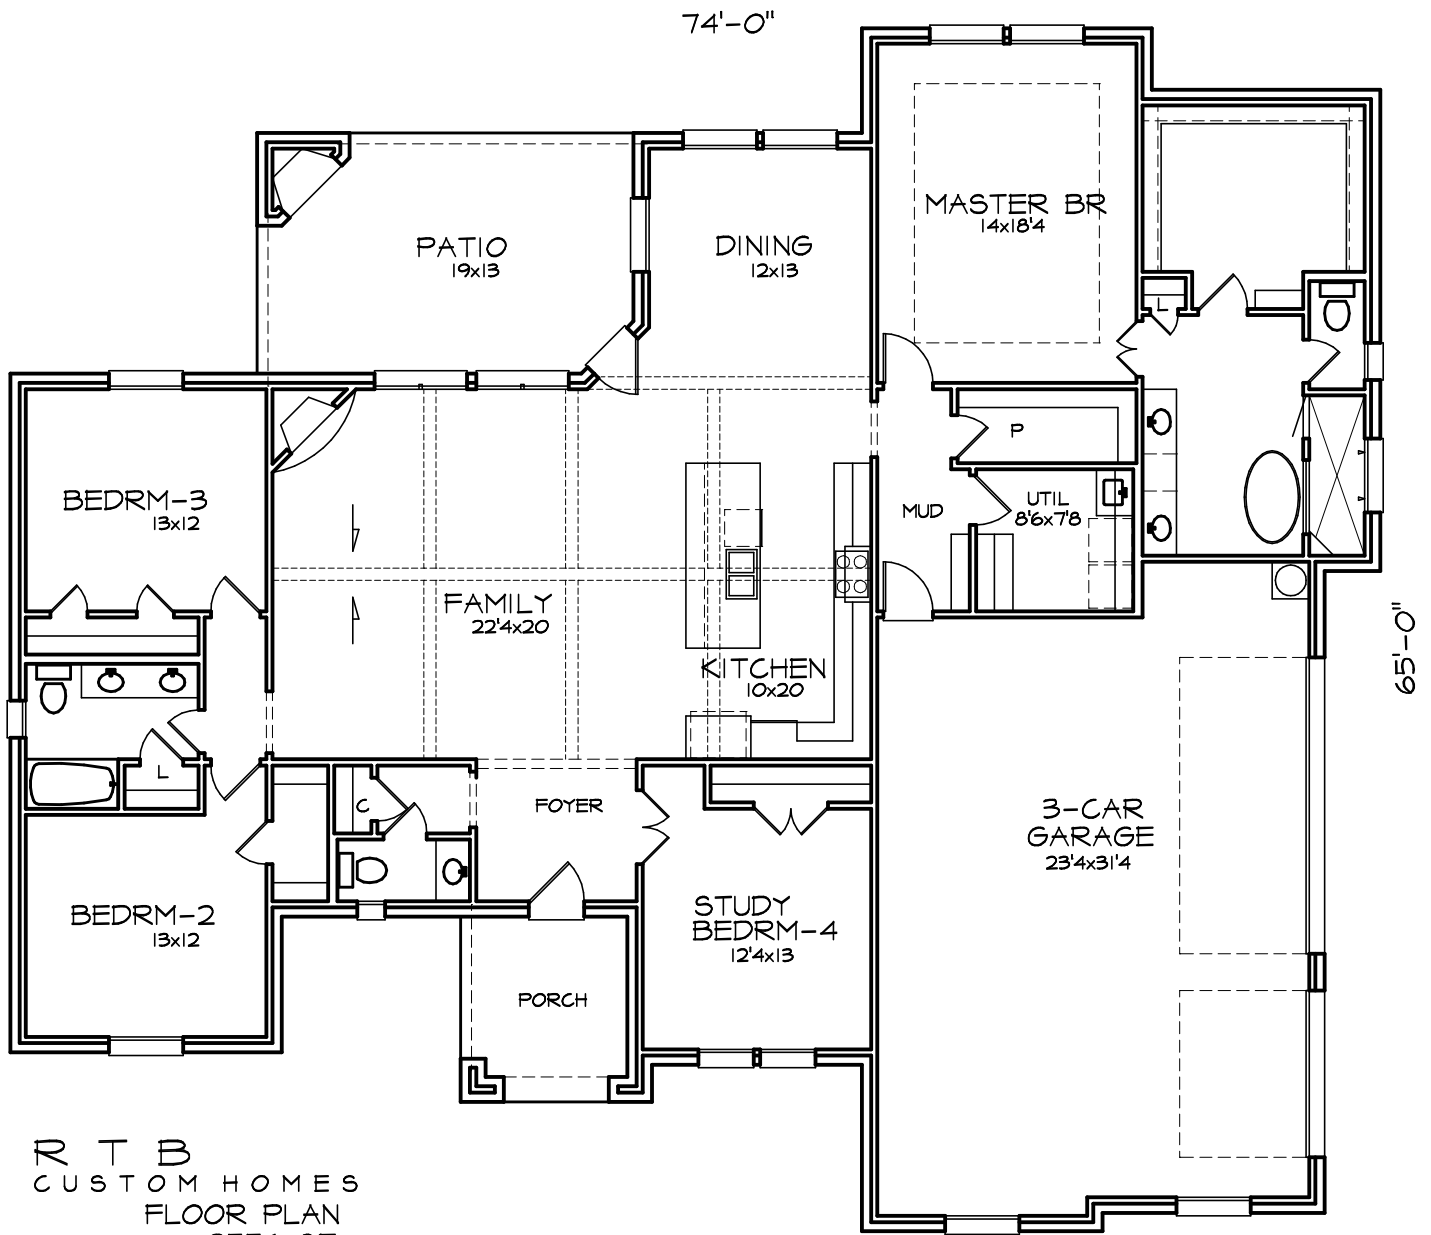 74'-0"
MASTER BR
14x18'4
PATIO
19x13
DINING
12x13
L
P
BEDRM-3
13x12
UTIL
8'6x7'8
MUD
FAMILY
22'4x20
KITCHEN
10x20
65'-0"
L
C
FOYER
3-CAR
GARAGE
23'4x31'4
BEDRM-2
13x12
STUDY
BEDRM-4
12'4x13
PORCH
R T B
CUSTOM HOMES
FLOOR PLAN